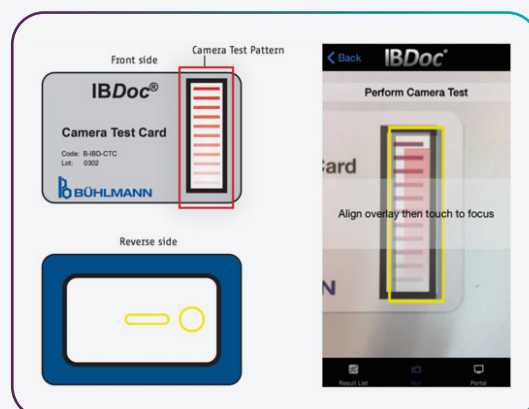 Camera Test Pattern
Front side
IBDoc®
Camera Test Card
Code: B-IBD-CTC
Lot: 0302
BÜHLMANN
Reverse side
Back
IBDoc®
Perform Camera Test
ard
Align overlay then touch to focus
N
Result List
Test
Portal